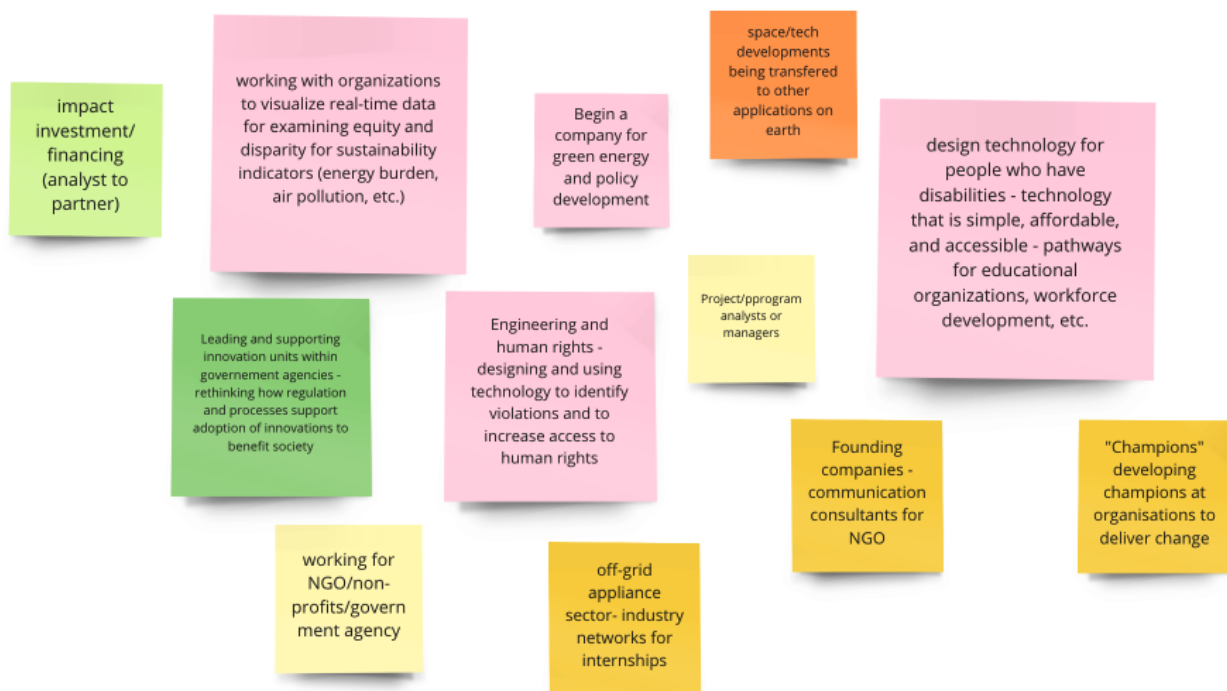 impact
investment/
financing
(analyst to
partner)
working with organizations
to visualize real-time data
for examining equity and
disparity for sustainability
indicators (energy burden,
air pollution, etc.)
Begin a
company for
green energy
and policy
development
space/tech
developments
being transfered
to other
applications on
earth
design technology for
people who have
disabilities - technology
that is simple, affordable,
and accessible - pathways
for educational
organizations, workforce
development, etc.
Leading and supporting
innovation units within
governement agencies -
rethinking how regulation
and processes support
adoption of innovations to
benefit society
Engineering and
human rights -
designing and using
technology to identify
violations and to
increase access to
human rights
Project/pprogram
analysts or
managers
Founding
companies -
communication
consultants for
NGO
"Champions"
developing
champions at
organisations to
deliver change
working for
NGO/non-
profits/govern
ment agency
off-grid
appliance
sector- industry
networks for
internships